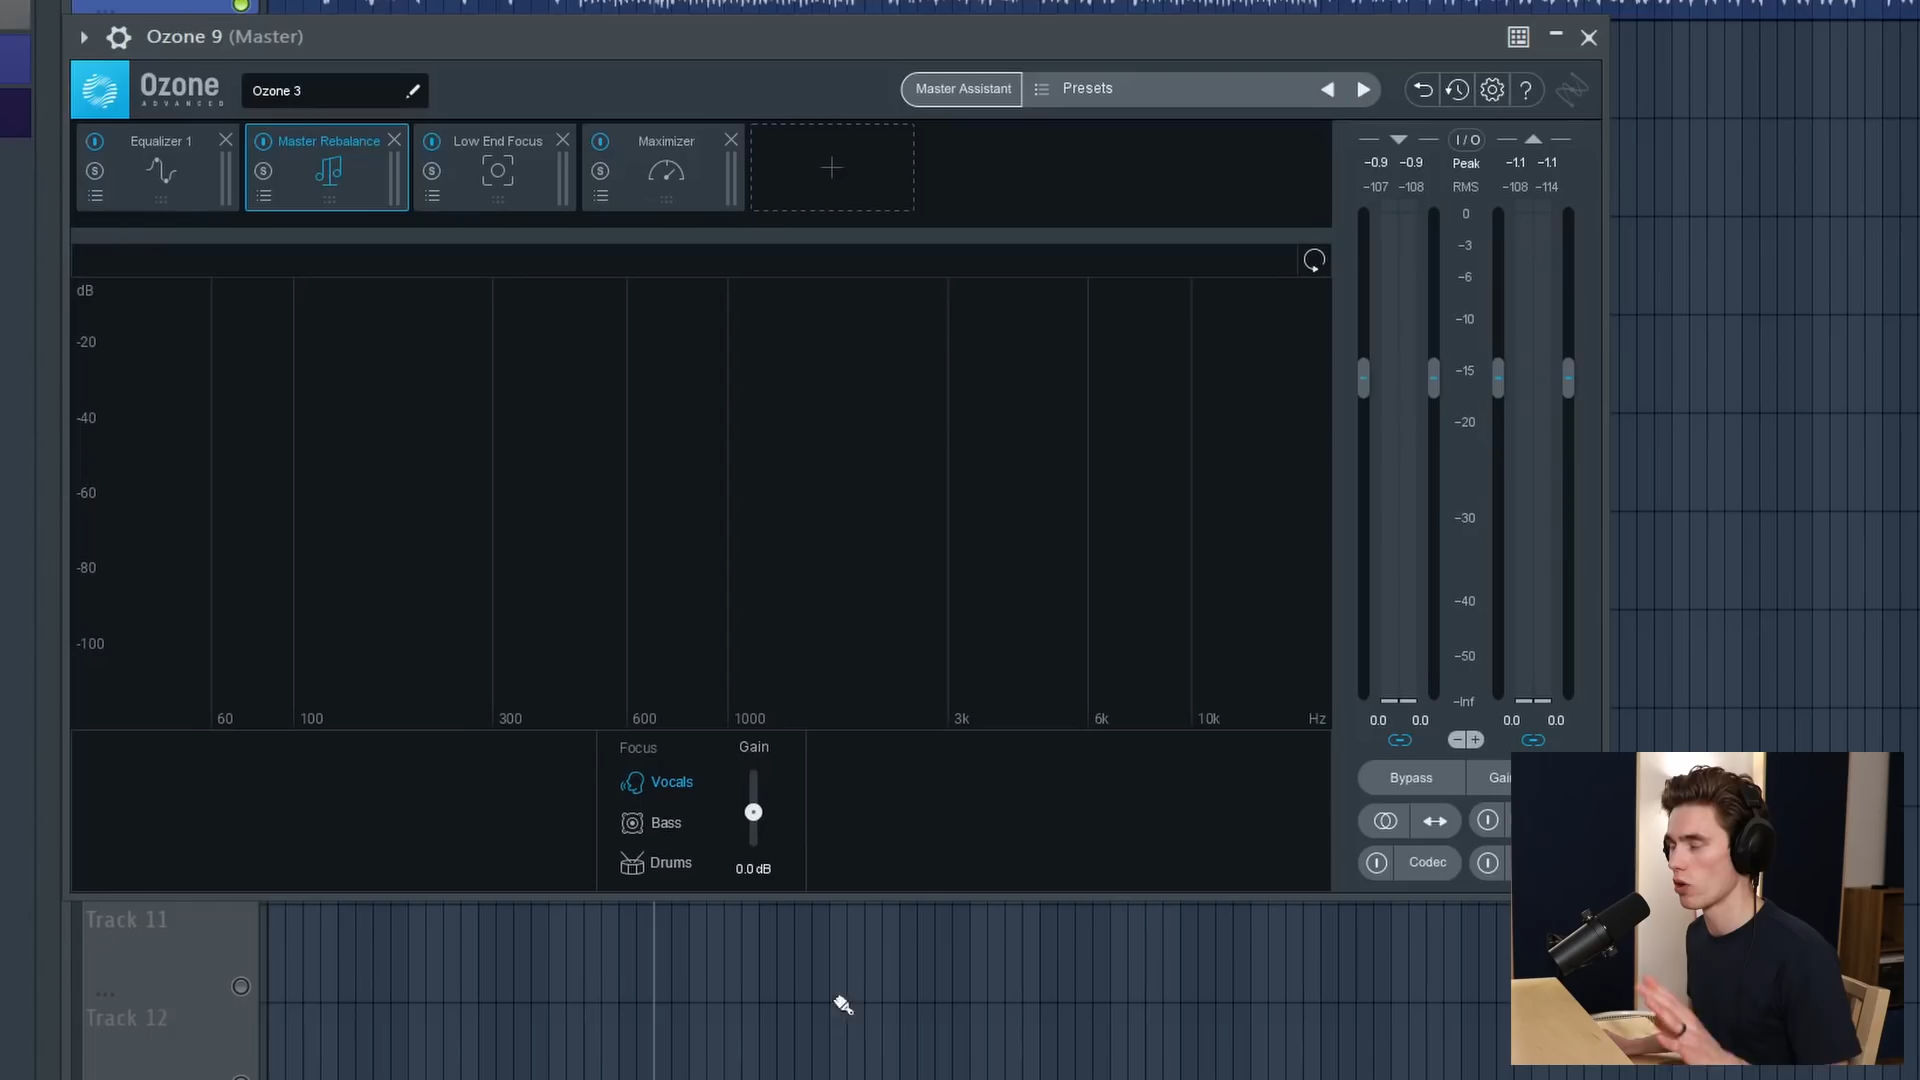 Ozone 9 (Master)
Ozone
ADVANCED
Ozone 3
Master Assistant
Presets
?
Equalizer 1
Master Rebalance
Low End Focus
Maximizer
S
S
S
S
I / O
-0.9 -0.9
Peak
-1.1 -1.1
-107 -108
RMS
-108 -114
0
-3
-6
-10
-15
-20
-30
-40
-50
-Inf
0.0 0.0
0.0 0.0
dB
-20
-40
-60
-80
-100
60
100
300
600
1000
3k
6k
10k
Hz
Focus
Gain
Vocals
Bass
Drums
0.0 dB
Bypass
Gai
Codec
Track 11
...
Track 12